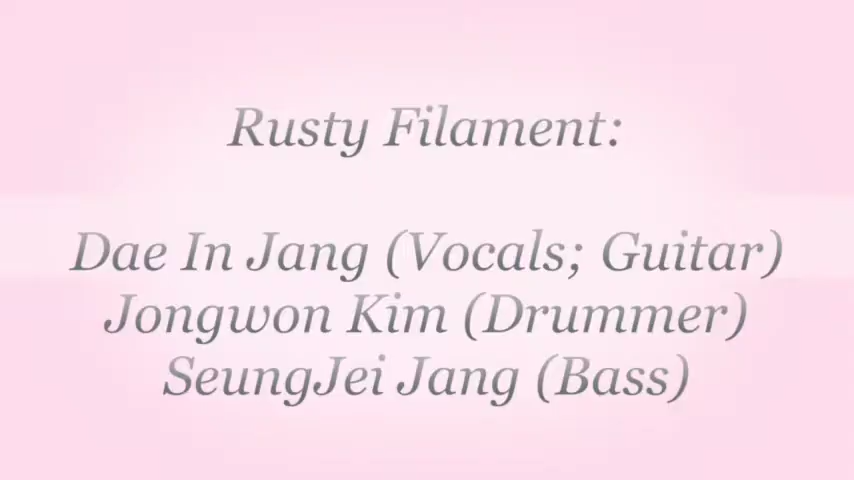 Rusty Filament:
Dae In Jang (Vocals; Guitar)
Jongwon Kim (Drummer)
SeungJei Jang (Bass)